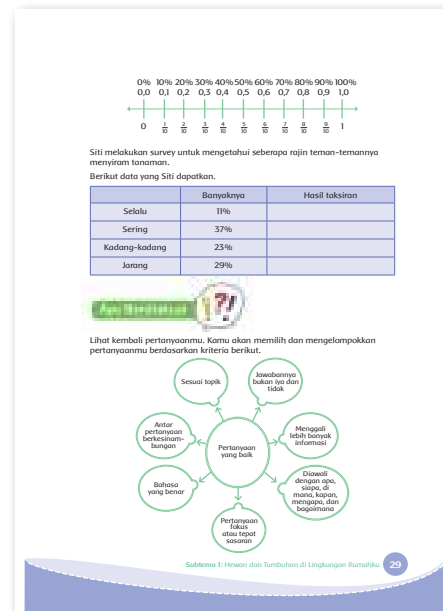 0% 10% 20% 30% 40% 50% 60% 70% 80% 90% 100%
0,0 0,1 0,2 0,3 0,4 0,5 0,6 0,7 0,8 0,9 1,0
0 1/10 2/10 3/10 4/10 5/10 6/10 7/10 8/10 9/10 1
Siti melakukan survey untuk mengetahui seberapa rajin teman-temannya
menyiram tanaman.
Berikut data yang Siti dapatkan.
Banyaknya Hasil taksiran
Selalu 11%
Sering 37%
Kadang-kadang 23%
Jarang 29%
?!
Lihat kembali pertanyaanmu. Kamu akan memilih dan mengelompokkan
pertanyaanmu berdasarkan kriteria berikut.
Sesuai topik
Jawabannya
bukan iya dan
tidak
Antar
pertanyaan
berkesinam-
bungan
Pertanyaan
yang baik
Menggali
lebih banyak
informasi
Bahasa
yang benar
Diawali
dengan apa,
siapa, di
mana, kapan,
mengapa, dan
bagaimana
Pertanyaan
fokus
atau tepat
sasaran
Subtema 1: Hewan dan Tumbuhan di Lingkungan Rumahku 29